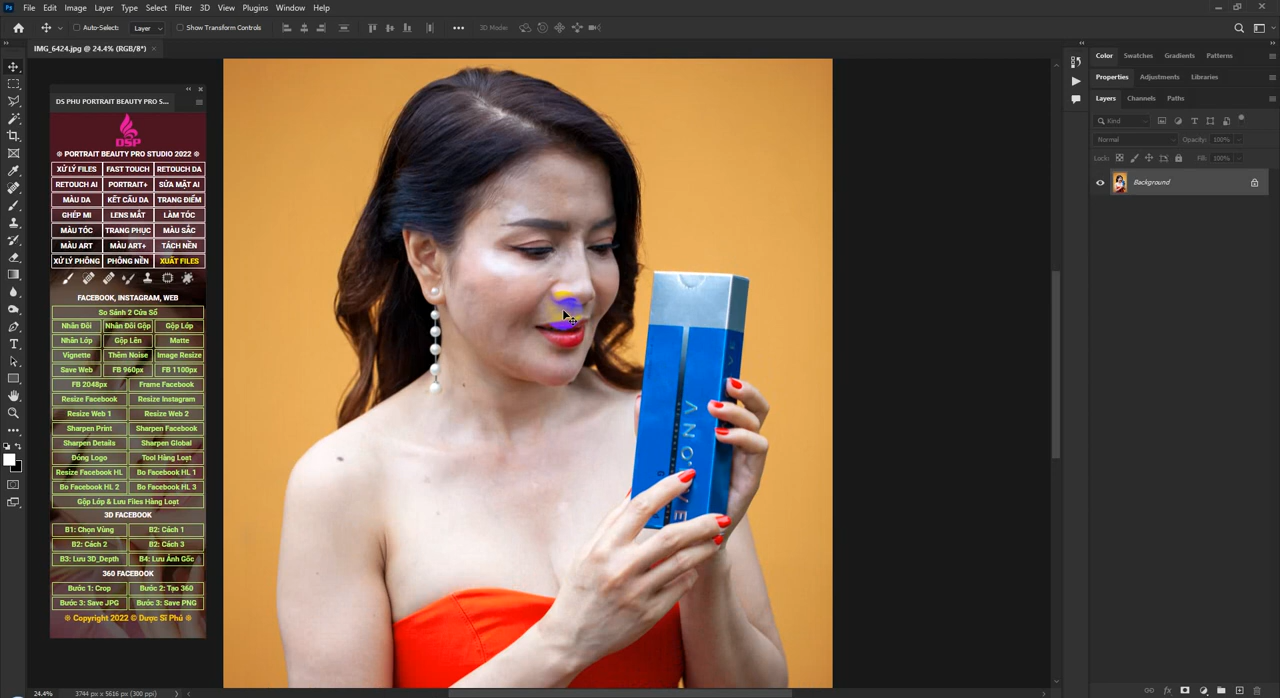 Ps File Edit Image Layer Type Select Filter 3D View Plugins Window Help
Auto-Select: Layer Show Transform Controls 3D Mode:
IMG_6424.jpg @ 24.4% (RGB/8*) ×
DS PHU PORTRAIT BEAUTY PRO S...
DSP
PORTRAIT BEAUTY PRO STUDIO 2022
XỬ LÝ FILES FAST TOUCH RETOUCH DA
RETOUCH AI PORTRAIT+ SỬA MẶT AI
MÀU DA KẾT CẤU DA TRANG ĐIỂM
GHÉP MI LENS MẮT LÀM TÓC
MÀU TÓC TRANG PHỤC MÀU SẮC
MÀU ART MÀU ART+ TÁCH NỀN
XỬ LÝ PHÔNG PHÔNG NỀN XUẤT FILES
FACEBOOK, INSTAGRAM, WEB
So Sánh 2 Cửa Sổ
Nhân Đôi Nhân Đôi Gộp Gộp Lớp
Nhân Lớp Gộp Lên Matte
Vignette Thêm Noise Image Resize
Save Web FB 960px FB 1100px
FB 2048px Frame Facebook
Resize Facebook Resize Instagram
Resize Web 1 Resize Web 2
Sharpen Print Sharpen Facebook
Sharpen Details Sharpen Global
Đóng Logo Tool Hàng Loạt
Resize Facebook HL Bo Facebook HL 1
Bo Facebook HL 2 Bo Facebook HL 3
Gộp Lớp & Lưu Files Hàng Loạt
3D FACEBOOK
B1: Chọn Vùng B2: Cách 1
B2: Cách 2 B2: Cách 3
B3: Lưu 3D_Depth B4: Lưu Ảnh Gốc
360 FACEBOOK
Bước 1: Crop Bước 2: Tạo 360
Bước 3: Save JPG Bước 3: Save PNG
Copyright 2022 © Dược Sĩ Phú
24.4% 3744 px x 5616 px (300 ppi)
Color Swatches Gradients Patterns
Properties Adjustments Libraries
Layers Channels Paths
Kind
Normal Opacity: 100%
Lock: Fill: 100%
Background